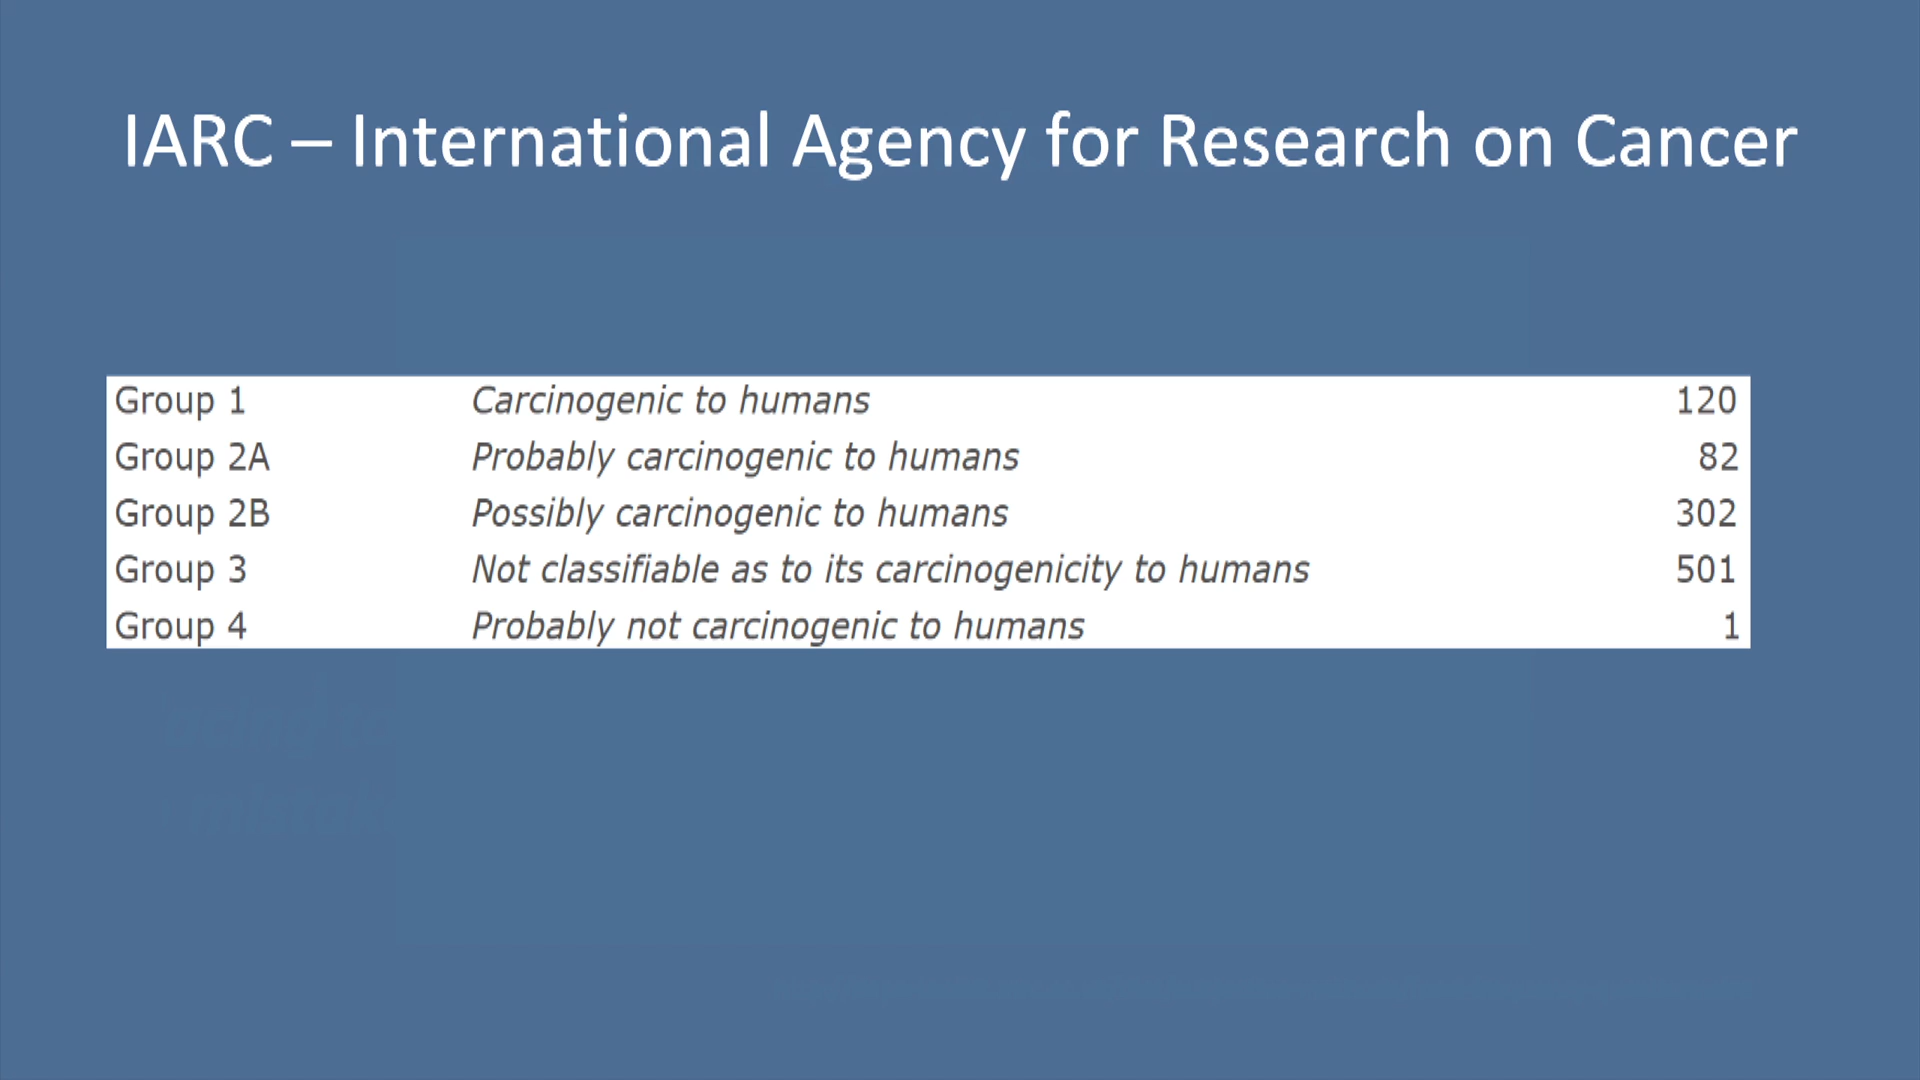 IARC – International Agency for Research on Cancer
Group 1 Carcinogenic to humans 120
Group 2A Probably carcinogenic to humans 82
Group 2B Possibly carcinogenic to humans 302
Group 3 Not classifiable as to its carcinogenicity to humans 501
Group 4 Probably not carcinogenic to humans 1